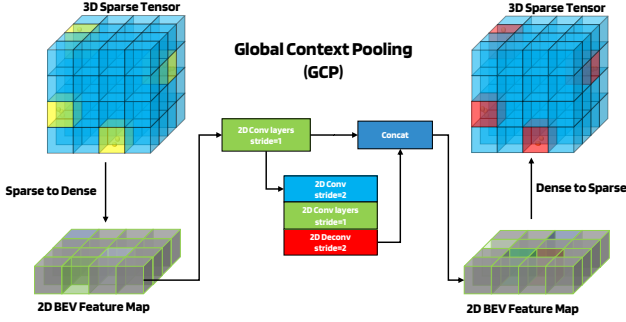 3D Sparse Tensor
3D Sparse Tensor
Global Context Pooling
(GCP)
2D Conv layers
stride=1
Concat
2D Conv
stride=2
2D Conv layers
stride=1
2D Deconv
stride=2
Sparse to Dense
Dense to Sparse
2D BEV Feature Map
2D BEV Feature Map